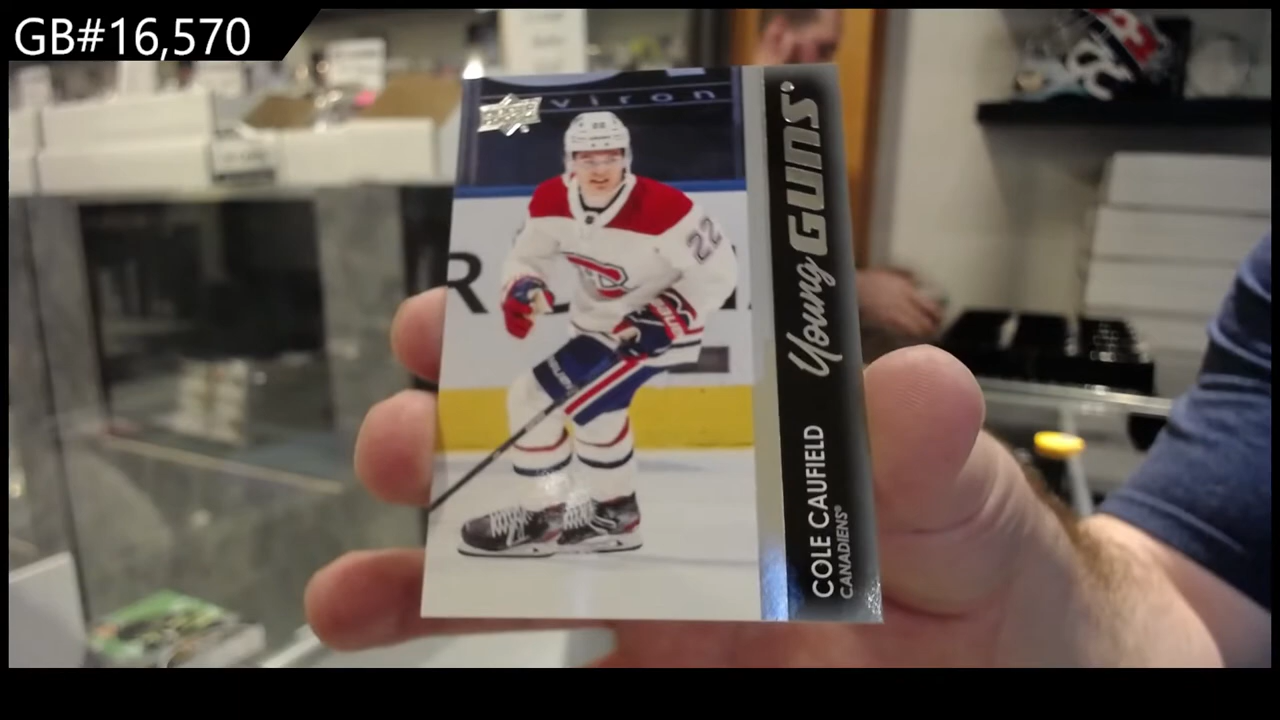 GB#16,570
viron
22
R
Young GUNS
COLE CAUFIELD
CANADIENS